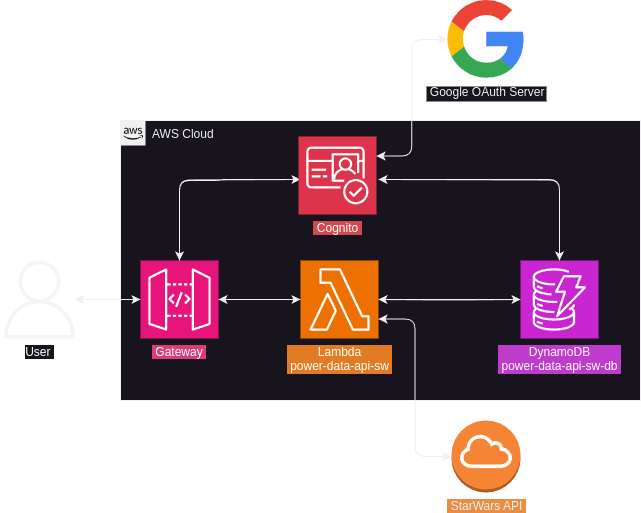 Google OAuth Server
aws
AWS Cloud
Cognito
User
Gateway
Lambda
power-data-api-sw
DynamoDB
power-data-api-sw-db
StarWars API